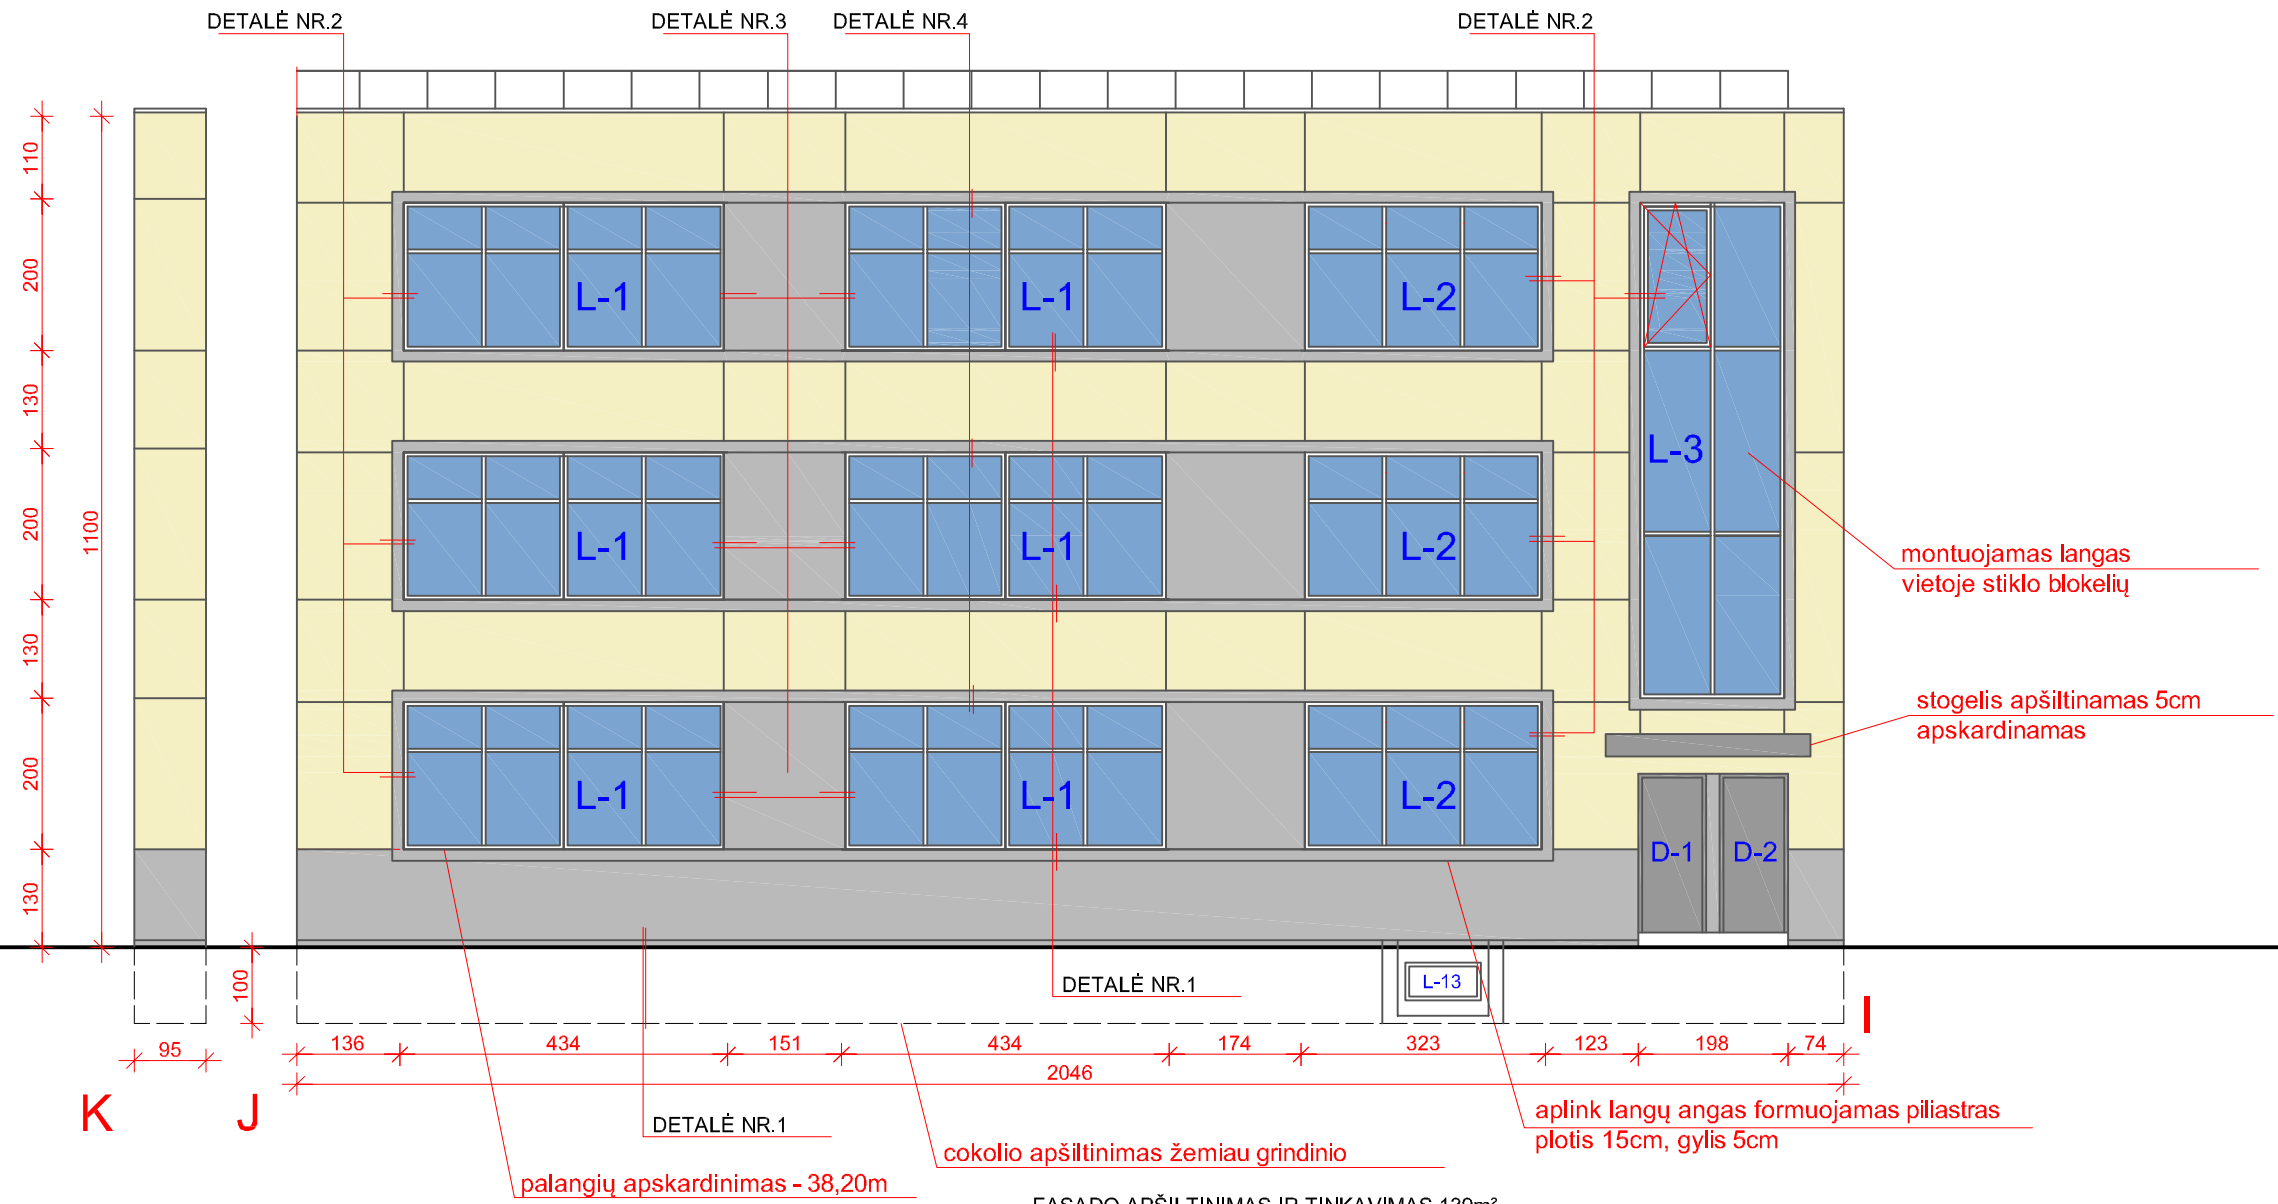 DETALĖ NR.2
DETALĖ NR.3
DETALĖ NR.4
DETALĖ NR.2
110
200
130
200
130
200
130
1100
L-1
L-1
L-2
L-3
L-1
L-1
L-2
L-1
L-1
L-2
D-1
D-2
montuojamas langas
vietoje stiklo blokelių
stogelis apšiltinamas 5cm
apskardinamas
100
DETALĖ NR.1
L-13
I
95
136
434
151
434
174
323
123
198
74
2046
K
J
DETALĖ NR.1
aplink langų angas formuojamas piliastras
plotis 15cm, gylis 5cm
cokolio apšiltinimas žemiau grindinio
palangių apskardinimas - 38,20m
FASADO APŠILTINIMAS IR TINKAVIMAS